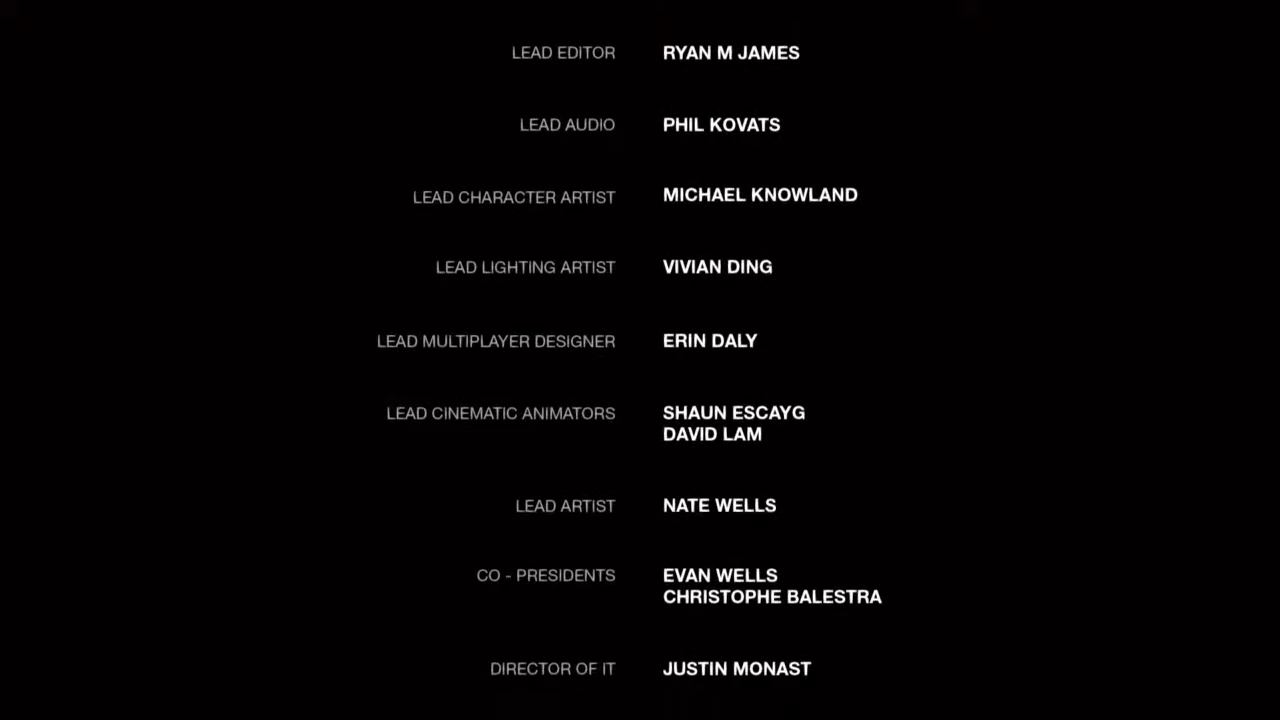 LEAD EDITOR RYAN M JAMES
LEAD AUDIO PHIL KOVATS
LEAD CHARACTER ARTIST MICHAEL KNOWLAND
LEAD LIGHTING ARTIST VIVIAN DING
LEAD MULTIPLAYER DESIGNER ERIN DALY
LEAD CINEMATIC ANIMATORS SHAUN ESCAYG
DAVID LAM
LEAD ARTIST NATE WELLS
CO - PRESIDENTS EVAN WELLS
CHRISTOPHE BALESTRA
DIRECTOR OF IT JUSTIN MONAST